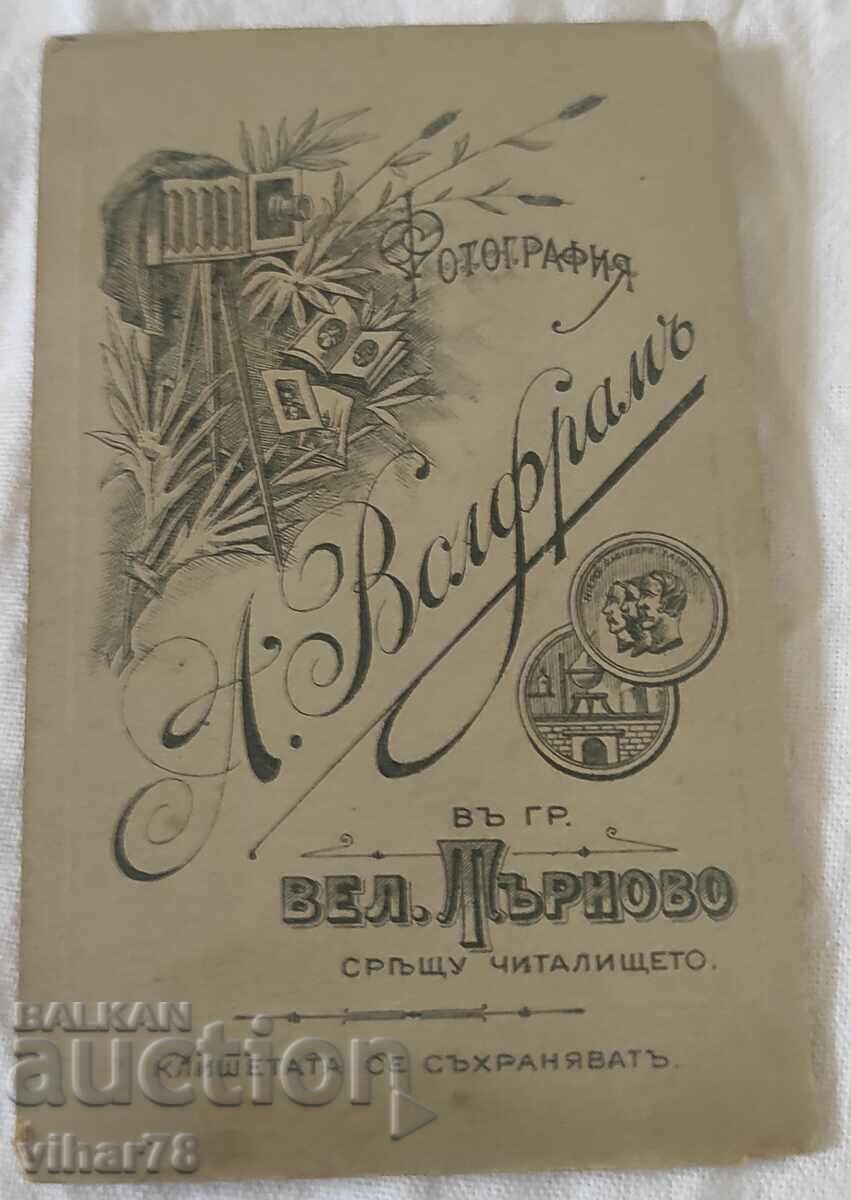 Фотография
А. Волфрамъ
ВЪ ГР.
ВЕЛ. ТЪРНОВО
СРѢЩУ ЧИТАЛИЩЕТО.
КЛИШЕТАТА СЕ СЪХРАНЯВАТЪ.
BALKAN
auction
vihar78